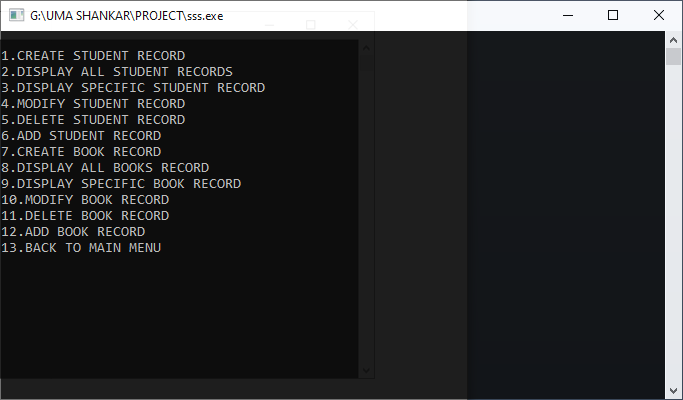 G:\UMA SHANKAR\PROJECT\sss.exe
1.CREATE STUDENT RECORD
2.DISPLAY ALL STUDENT RECORDS
3.DISPLAY SPECIFIC STUDENT RECORD
4.MODIFY STUDENT RECORD
5.DELETE STUDENT RECORD
6.ADD STUDENT RECORD
7.CREATE BOOK RECORD
8.DISPLAY ALL BOOKS RECORD
9.DISPLAY SPECIFIC BOOK RECORD
10.MODIFY BOOK RECORD
11.DELETE BOOK RECORD
12.ADD BOOK RECORD
13.BACK TO MAIN MENU